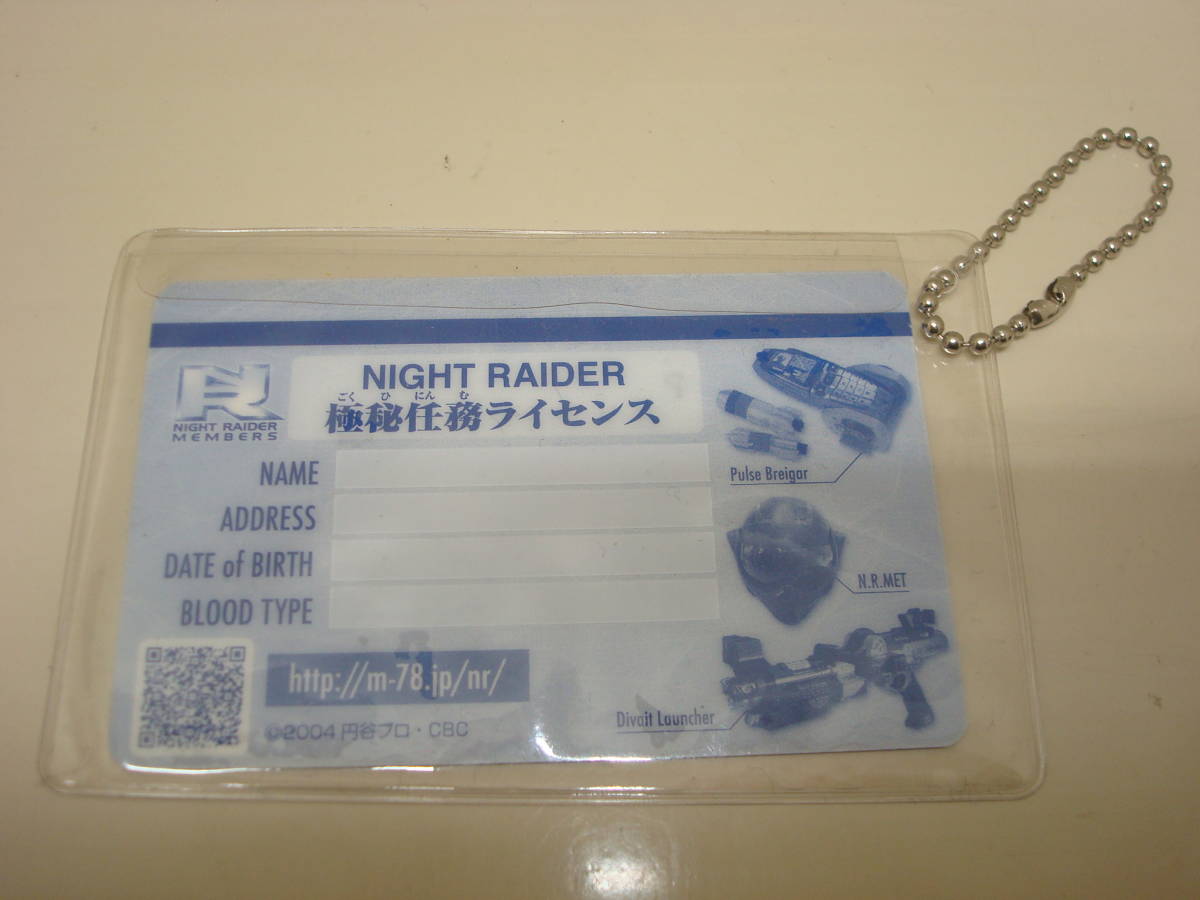 NIGHT RAIDER
ごく ひ にん む
極秘任務ライセンス
NR
NIGHT RAIDER
MEMBERS
NAME
ADDRESS
DATE of BIRTH
BLOOD TYPE
Pulse Breigar
N.R.MET
Divait Launcher
http://m-78.jp/nr/
©2004 円谷プロ・CBC